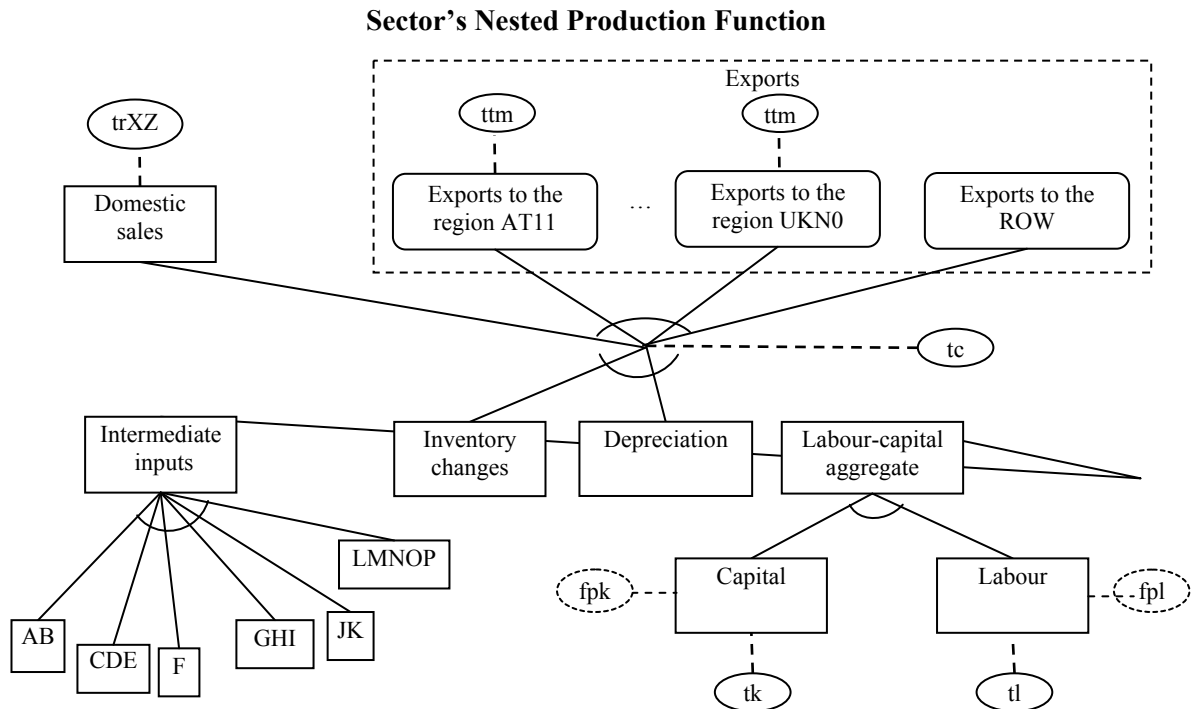 Sector’s Nested Production Function
Exports
trXZ
ttm
ttm
Domestic
sales
Exports to the
region AT11
…
Exports to the
region UKN0
Exports to the
ROW
tc
Intermediate
inputs
Inventory
changes
Depreciation
Labour-capital
aggregate
LMNOP
AB
CDE
F
GHI
JK
fpk
Capital
Labour
fpl
tk
tl